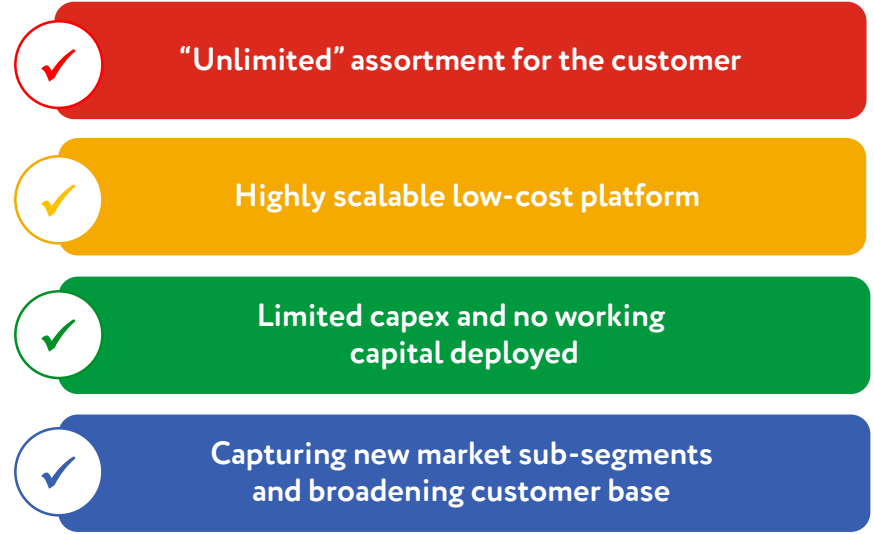 “Unlimited” assortment for the customer
Highly scalable low-cost platform
Limited capex and no working
capital deployed
Capturing new market sub-segments
and broadening customer base